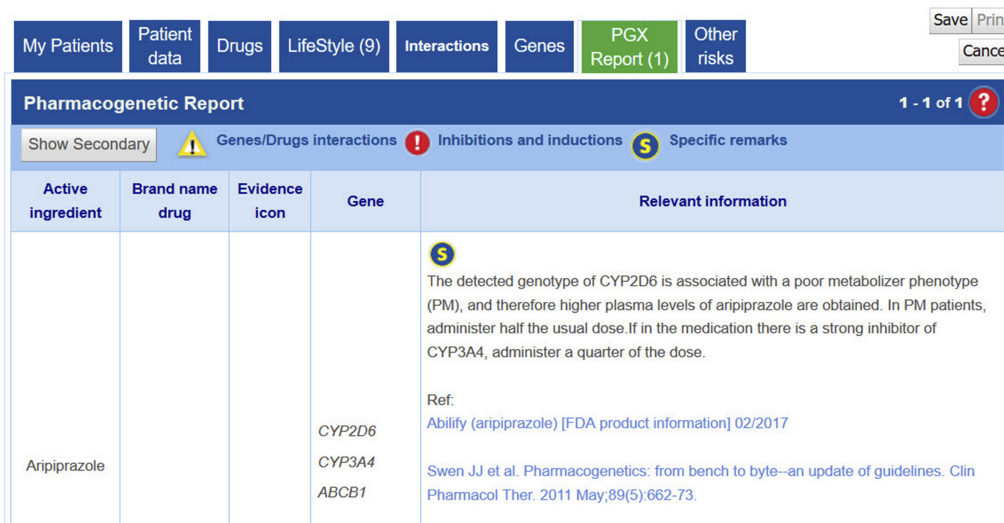 Save Prin
Cance
My Patients
Patient
data
Drugs
LifeStyle (9)
Interactions
Genes
PGX
Report (1)
Other
risks
Pharmacogenetic Report
1 - 1 of 1 ?
Show Secondary
Genes/Drugs interactions
Inhibitions and inductions
S Specific remarks
Active
ingredient
Brand name
drug
Evidence
icon
Gene
Relevant information
S
The detected genotype of CYP2D6 is associated with a poor metabolizer phenotype
(PM), and therefore higher plasma levels of aripiprazole are obtained. In PM patients,
administer half the usual dose.If in the medication there is a strong inhibitor of
CYP3A4, administer a quarter of the dose.
Ref:
Abilify (aripiprazole) [FDA product information] 02/2017
Swen JJ et al. Pharmacogenetics: from bench to byte--an update of guidelines. Clin
Pharmacol Ther. 2011 May;89(5):662-73.
Aripiprazole
CYP2D6
CYP3A4
ABCB1